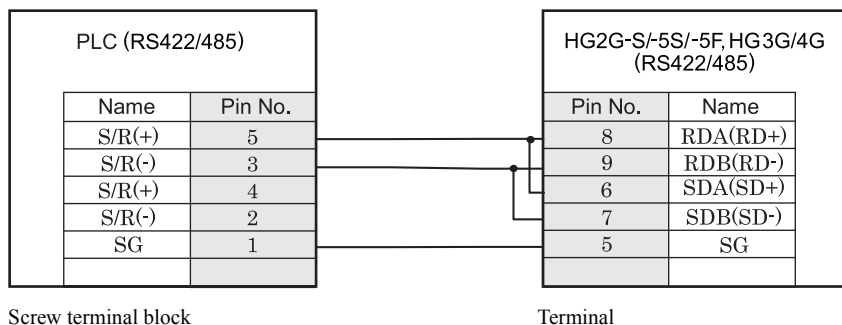 PLC (RS422/485)
HG2G-S/-5S/-5F, HG3G/4G
(RS422/485)
Name Pin No. Pin No. Name
S/R(+) 5 8 RDA(RD+)
S/R(-) 3 9 RDB(RD-)
S/R(+) 4 6 SDA(SD+)
S/R(-) 2 7 SDB(SD-)
SG 1 5 SG
Screw terminal block Terminal